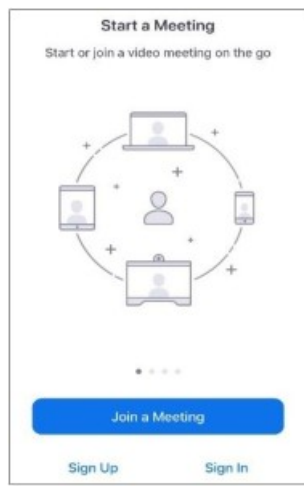 Start a Meeting
Start or join a video meeting on the go
Join a Meeting
Sign Up Sign In